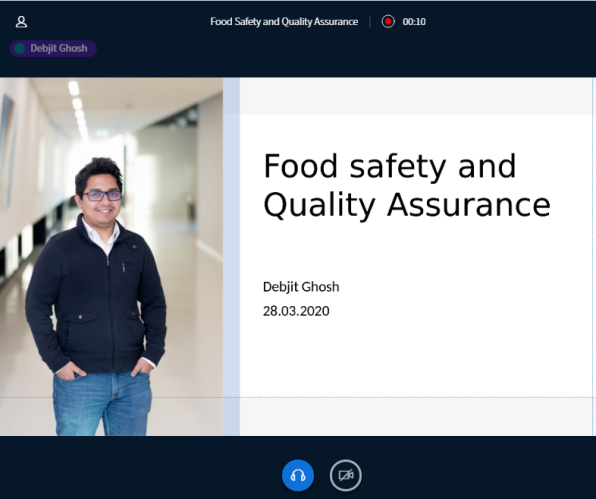 Food Safety and Quality Assurance
00:10
Debjit Ghosh
Food safety and
Quality Assurance
Debjit Ghosh
28.03.2020